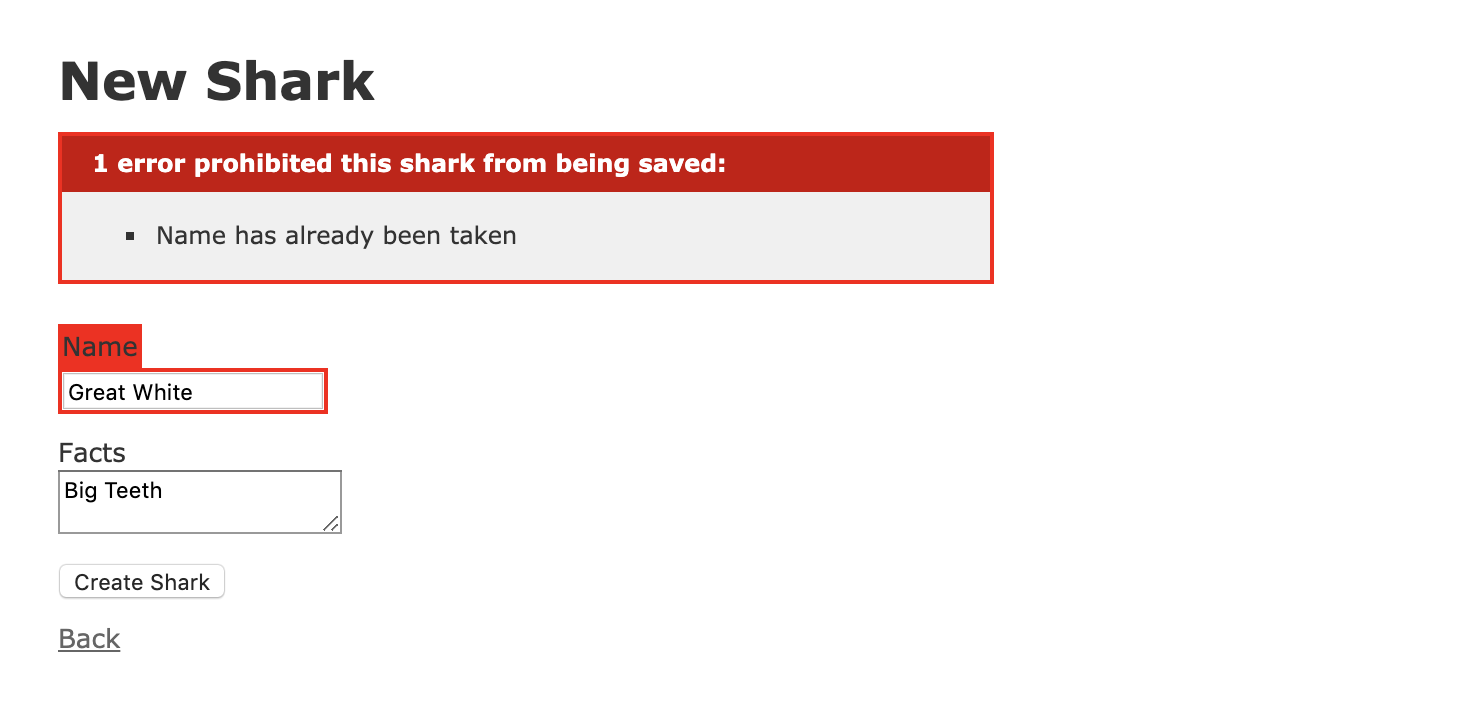 New Shark
1 error prohibited this shark from being saved:
Name has already been taken
Name
Great White
Facts
Big Teeth
Create Shark
Back